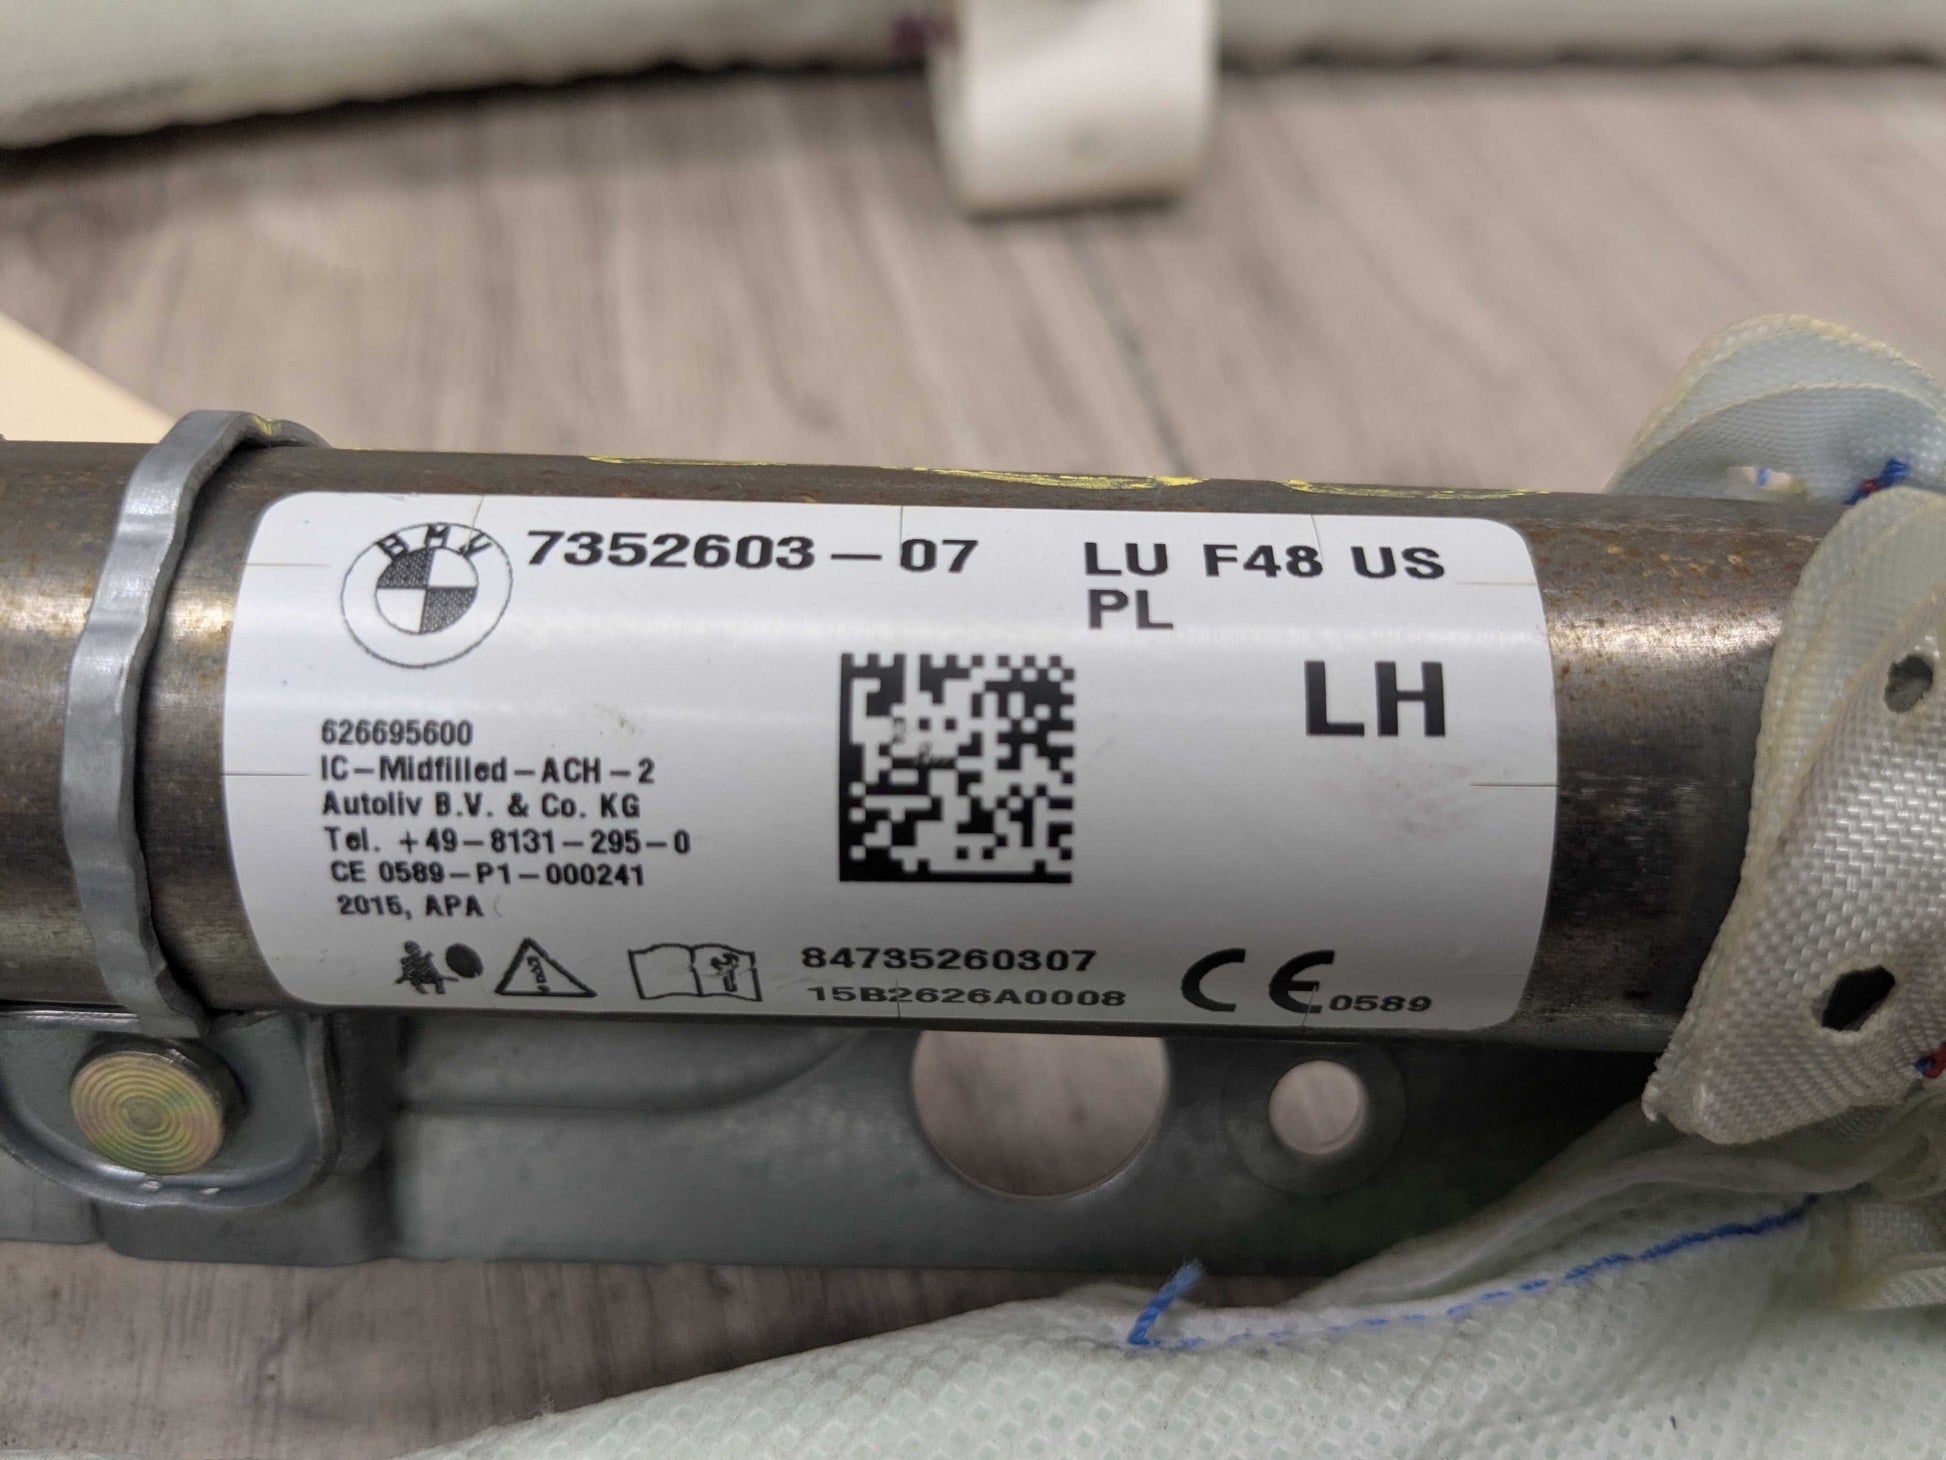 BMW 7352603-07 LU F48 US
PL
LH
626695600
IC-Midfilled-ACH-2
Autoliv B.V. & Co. KG
Tel. +49-8131-295-0
CE 0589-P1-000241
2015, APA
84735260307
15B2626A0008
CE 0589